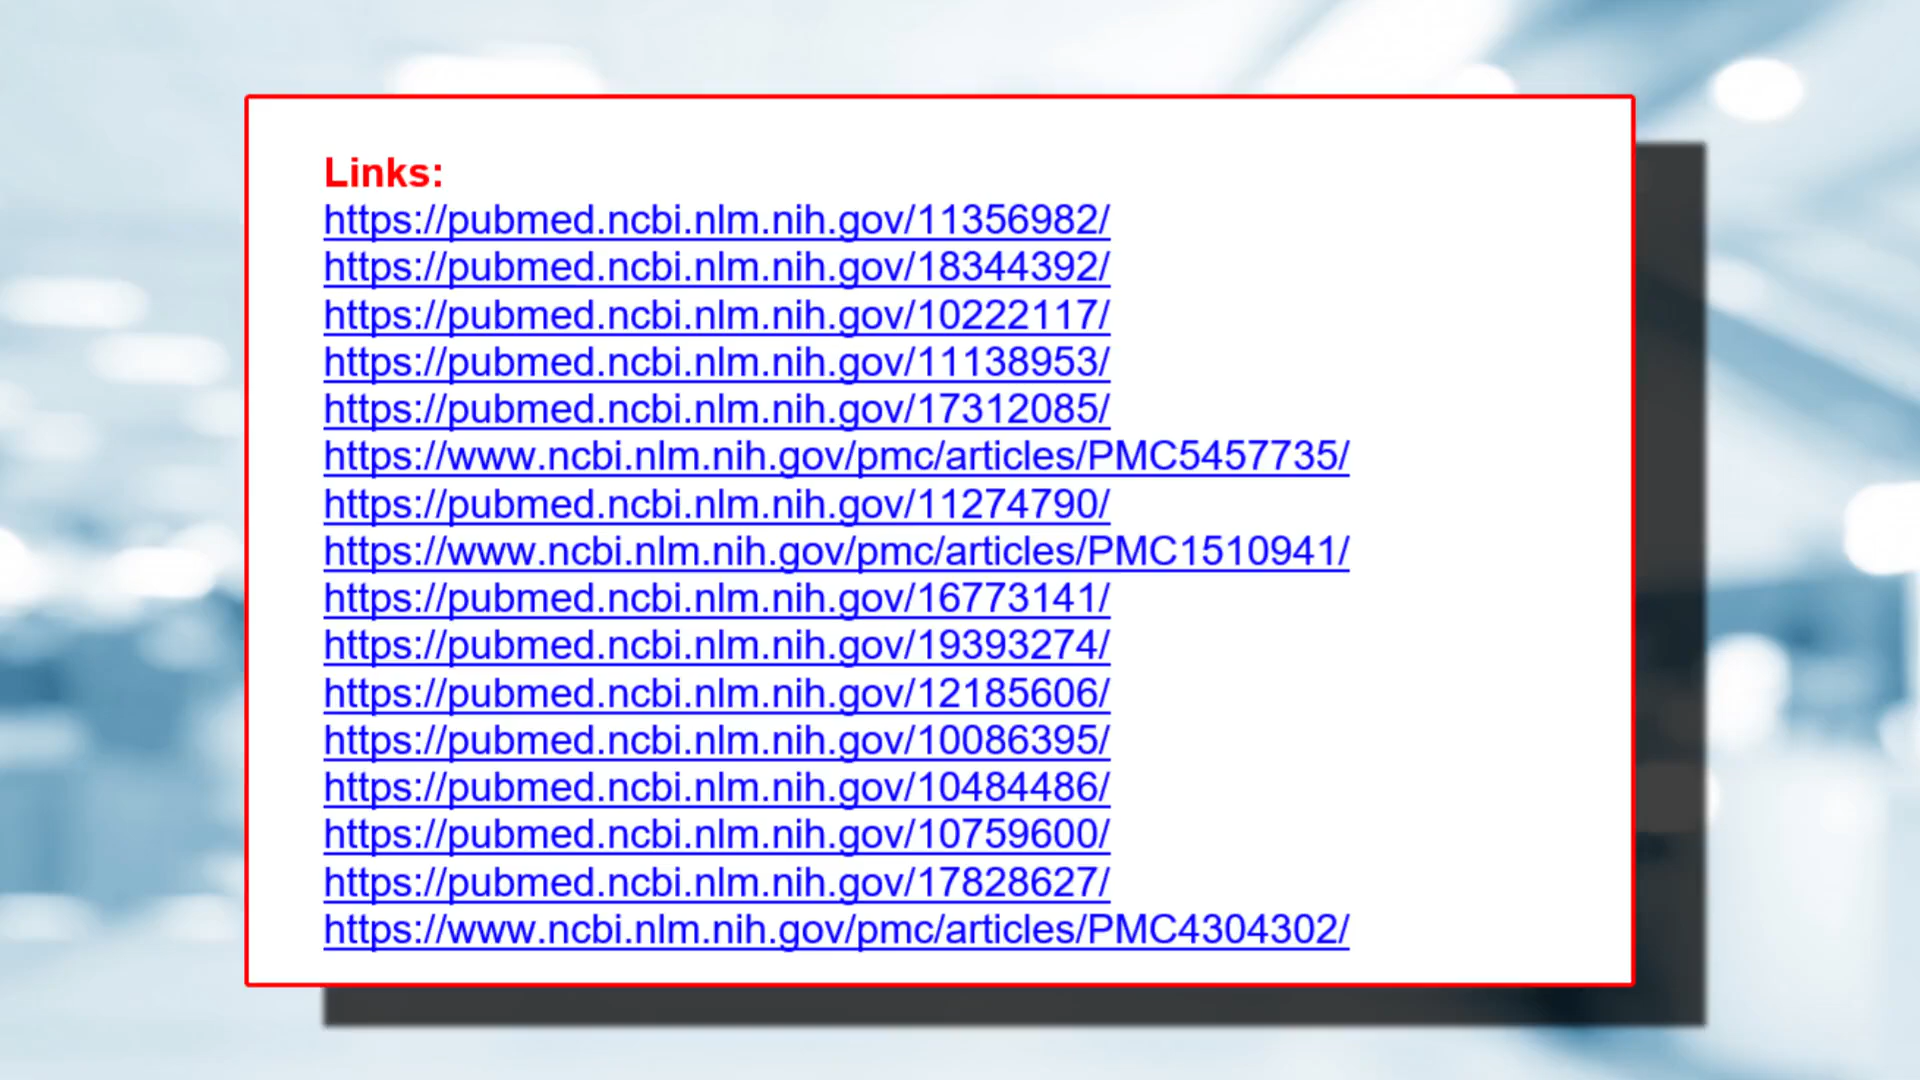 Links:
https://pubmed.ncbi.nlm.nih.gov/11356982/
https://pubmed.ncbi.nlm.nih.gov/18344392/
https://pubmed.ncbi.nlm.nih.gov/10222117/
https://pubmed.ncbi.nlm.nih.gov/11138953/
https://pubmed.ncbi.nlm.nih.gov/17312085/
https://www.ncbi.nlm.nih.gov/pmc/articles/PMC5457735/
https://pubmed.ncbi.nlm.nih.gov/11274790/
https://www.ncbi.nlm.nih.gov/pmc/articles/PMC1510941/
https://pubmed.ncbi.nlm.nih.gov/16773141/
https://pubmed.ncbi.nlm.nih.gov/19393274/
https://pubmed.ncbi.nlm.nih.gov/12185606/
https://pubmed.ncbi.nlm.nih.gov/10086395/
https://pubmed.ncbi.nlm.nih.gov/10484486/
https://pubmed.ncbi.nlm.nih.gov/10759600/
https://pubmed.ncbi.nlm.nih.gov/17828627/
https://www.ncbi.nlm.nih.gov/pmc/articles/PMC4304302/